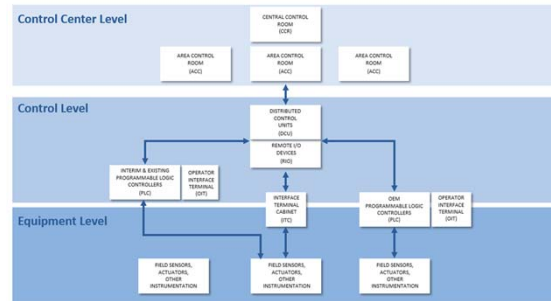 Control Center Level
CENTRAL CONTROL
ROOM
(CCR)
AREA CONTROL
ROOM
(ACC)
AREA CONTROL
ROOM
(ACC)
AREA CONTROL
ROOM
(ACC)
Control Level
DISTRIBUTED
CONTROL
UNITS
(DCU)
REMOTE I/O
DEVICES
(RIO)
INTERIM & EXISTING
PROGRAMMABLE LOGIC
CONTROLLERS
(PLC)
OPERATOR
INTERFACE
TERMINAL
(OIT)
INTERFACE
TERMINAL
CABINET
(ITC)
OEM
PROGRAMMABLE LOGIC
CONTROLLERS
(PLC)
OPERATOR
INTERFACE
TERMINAL
(OIT)
Equipment Level
FIELD SENSORS,
ACTUATORS,
OTHER
INSTRUMENTATION
FIELD SENSORS,
ACTUATORS,
OTHER
INSTRUMENTATION
FIELD SENSORS,
ACTUATORS,
OTHER
INSTRUMENTATION